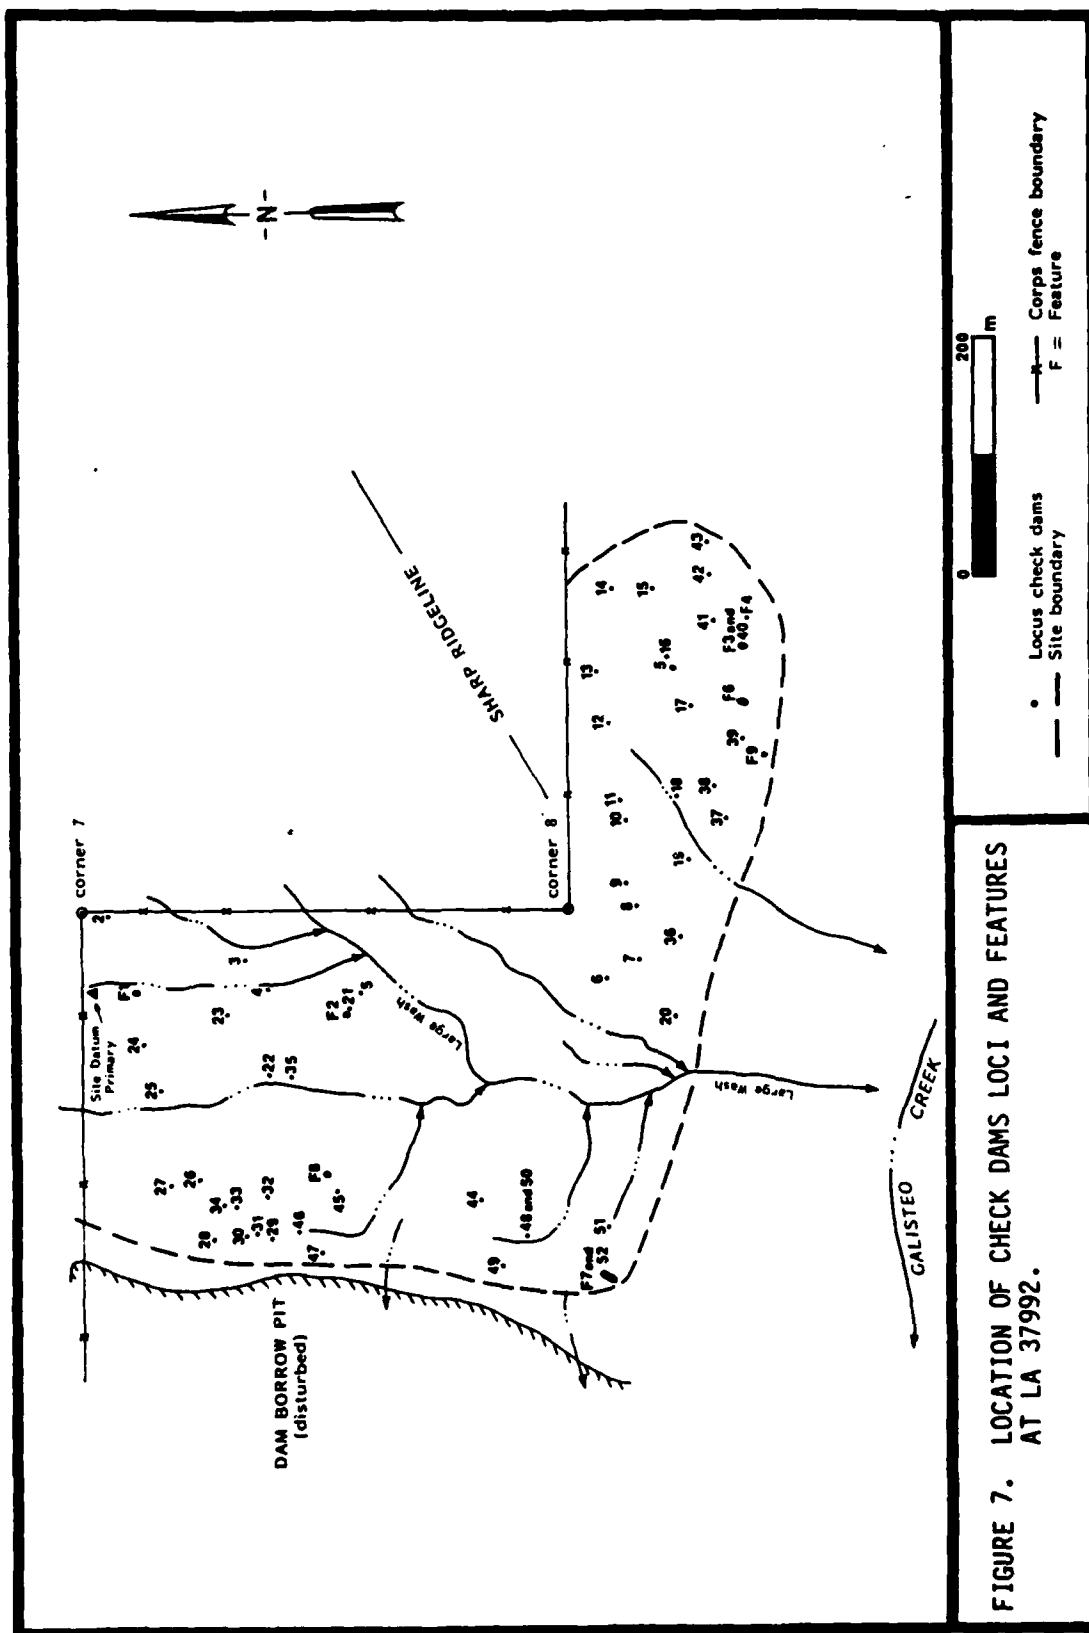 corner 7
2
Site Datum
Primary
F1
3
4
24
23
25
F2
21
5
22
35
Large Wash
27
26
28
34
33
32
30
31
29
F8
45
46
47
DAM BORROW PIT
(disturbed)
44
48 and 50
49
51
F7 and
52
-N-
SHARP RIDGELINE
corner 8
6
7
8
9
10
11
12
13
14
15
5
16
17
18
15
36
20
37
38
39
F9
F6
F3 and
40
F4
41
42
43
Large Wash
GALISTEO CREEK
0
200
m
Locus check dams
Site boundary
Corps fence boundary
F = Feature
FIGURE 7. LOCATION OF CHECK DAMS LOCI AND FEATURES
AT LA 37992.